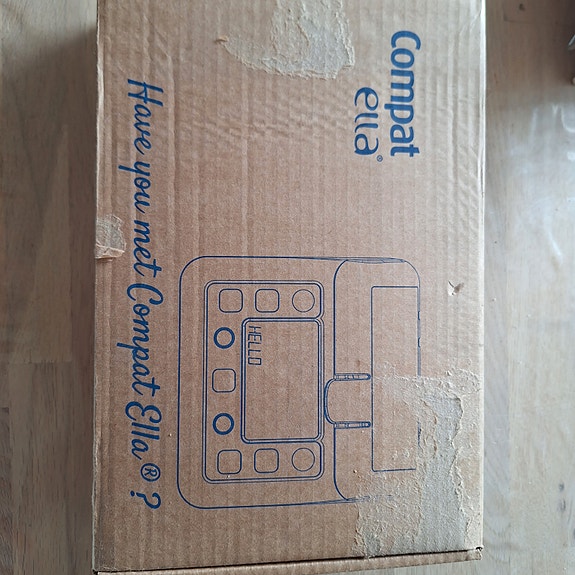 Compat
ella®
HELLO
Have you met Compat Ella®?